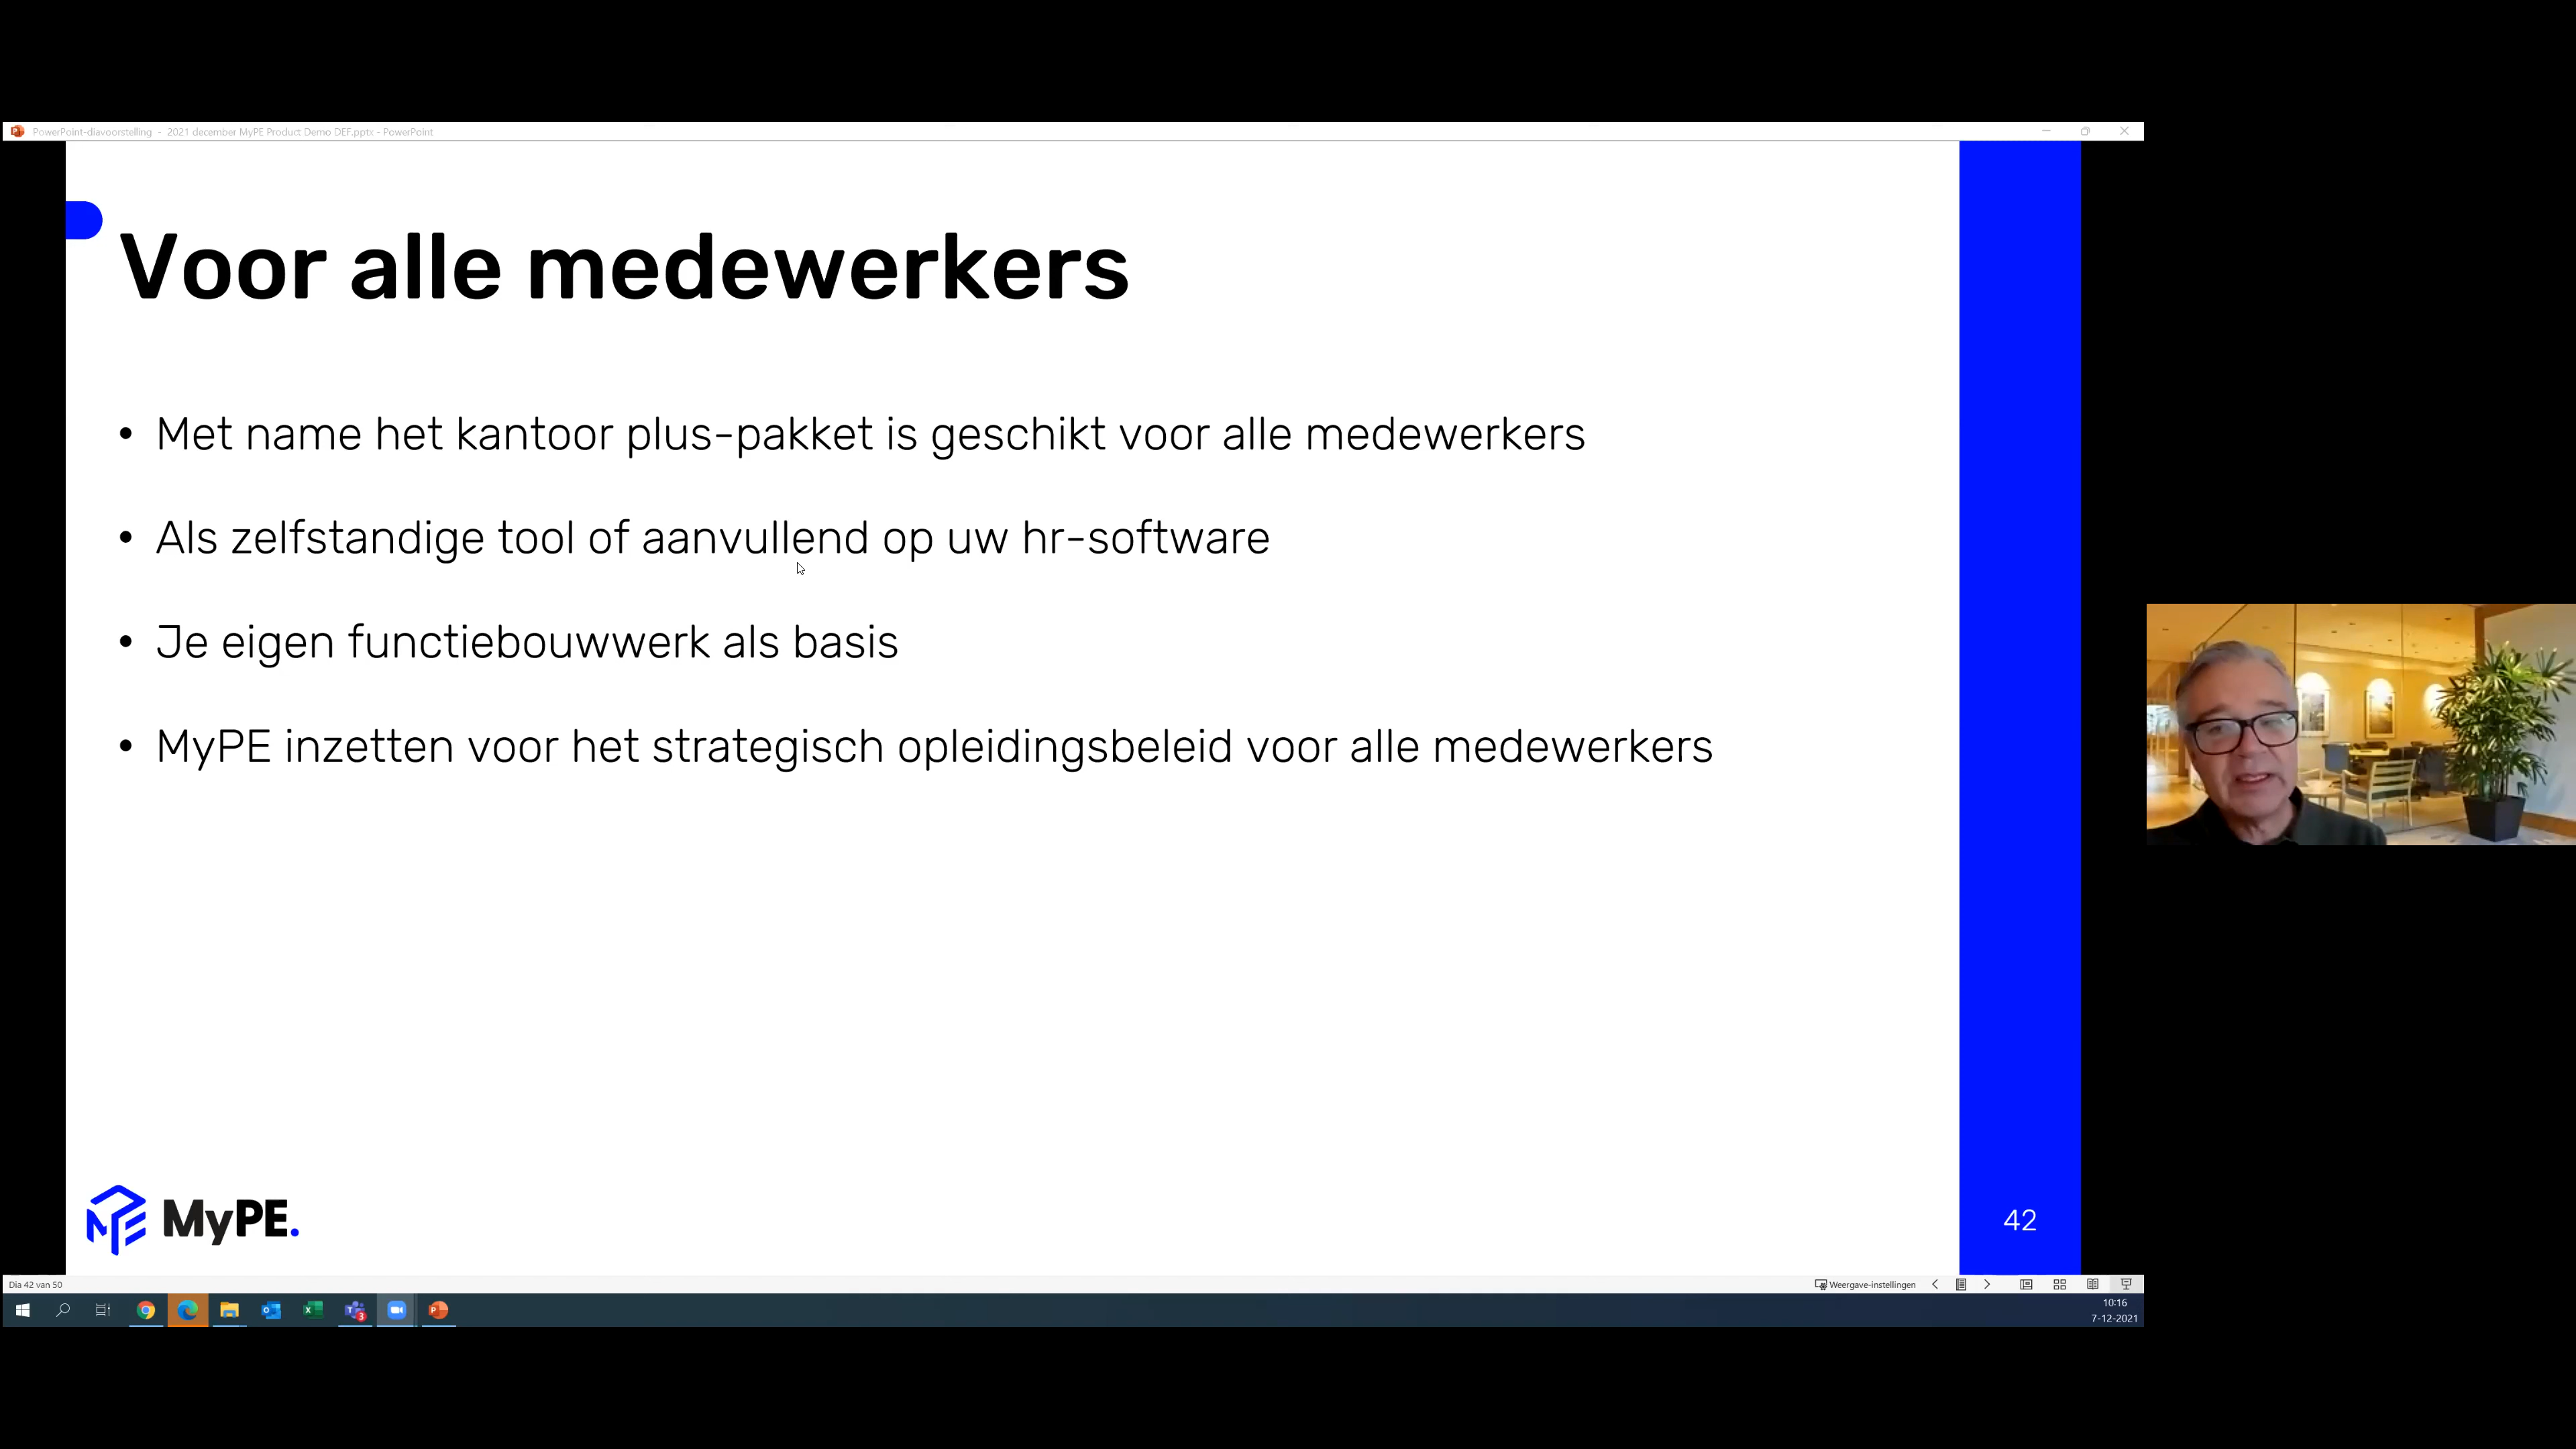 PowerPoint-diavoorstelling - 2021 december MyPE Product Demo DEF.pptx - PowerPoint
Voor alle medewerkers
• Met name het kantoor plus-pakket is geschikt voor alle medewerkers
• Als zelfstandige tool of aanvullend op uw hr-software
• Je eigen functiebouwwerk als basis
• MyPE inzetten voor het strategisch opleidingsbeleid voor alle medewerkers
MyPE.
42
Dia 42 van 50
Weergave-instellingen
3
10:16
7-12-2021